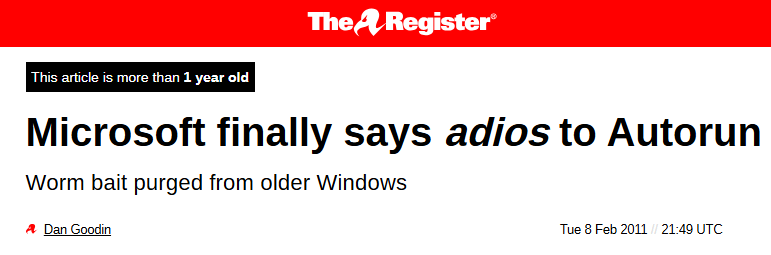 The Register®
This article is more than 1 year old
Microsoft finally says adios to Autorun
Worm bait purged from older Windows
Dan Goodin Tue 8 Feb 2011 // 21:49 UTC